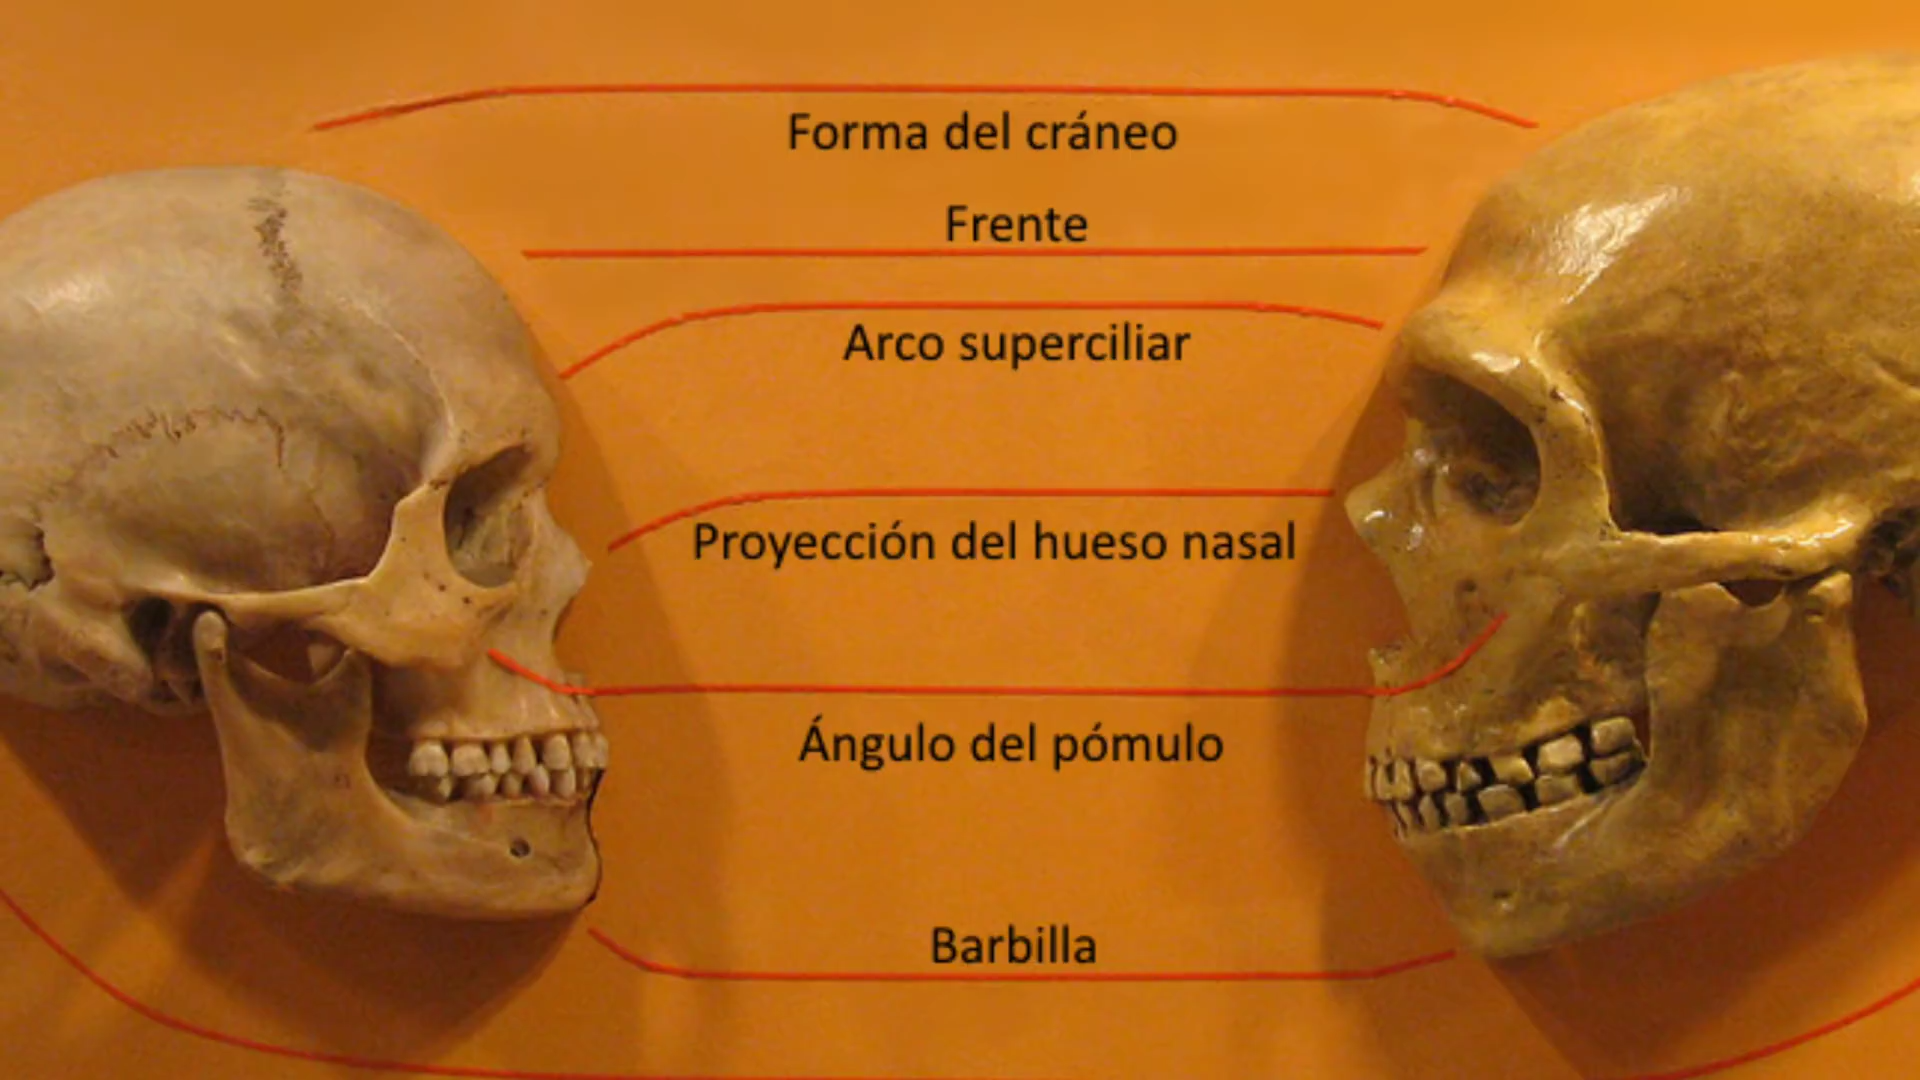 Forma del cráneo
Frente
Arco superciliar
Proyección del hueso nasal
Ángulo del pómulo
Barbilla